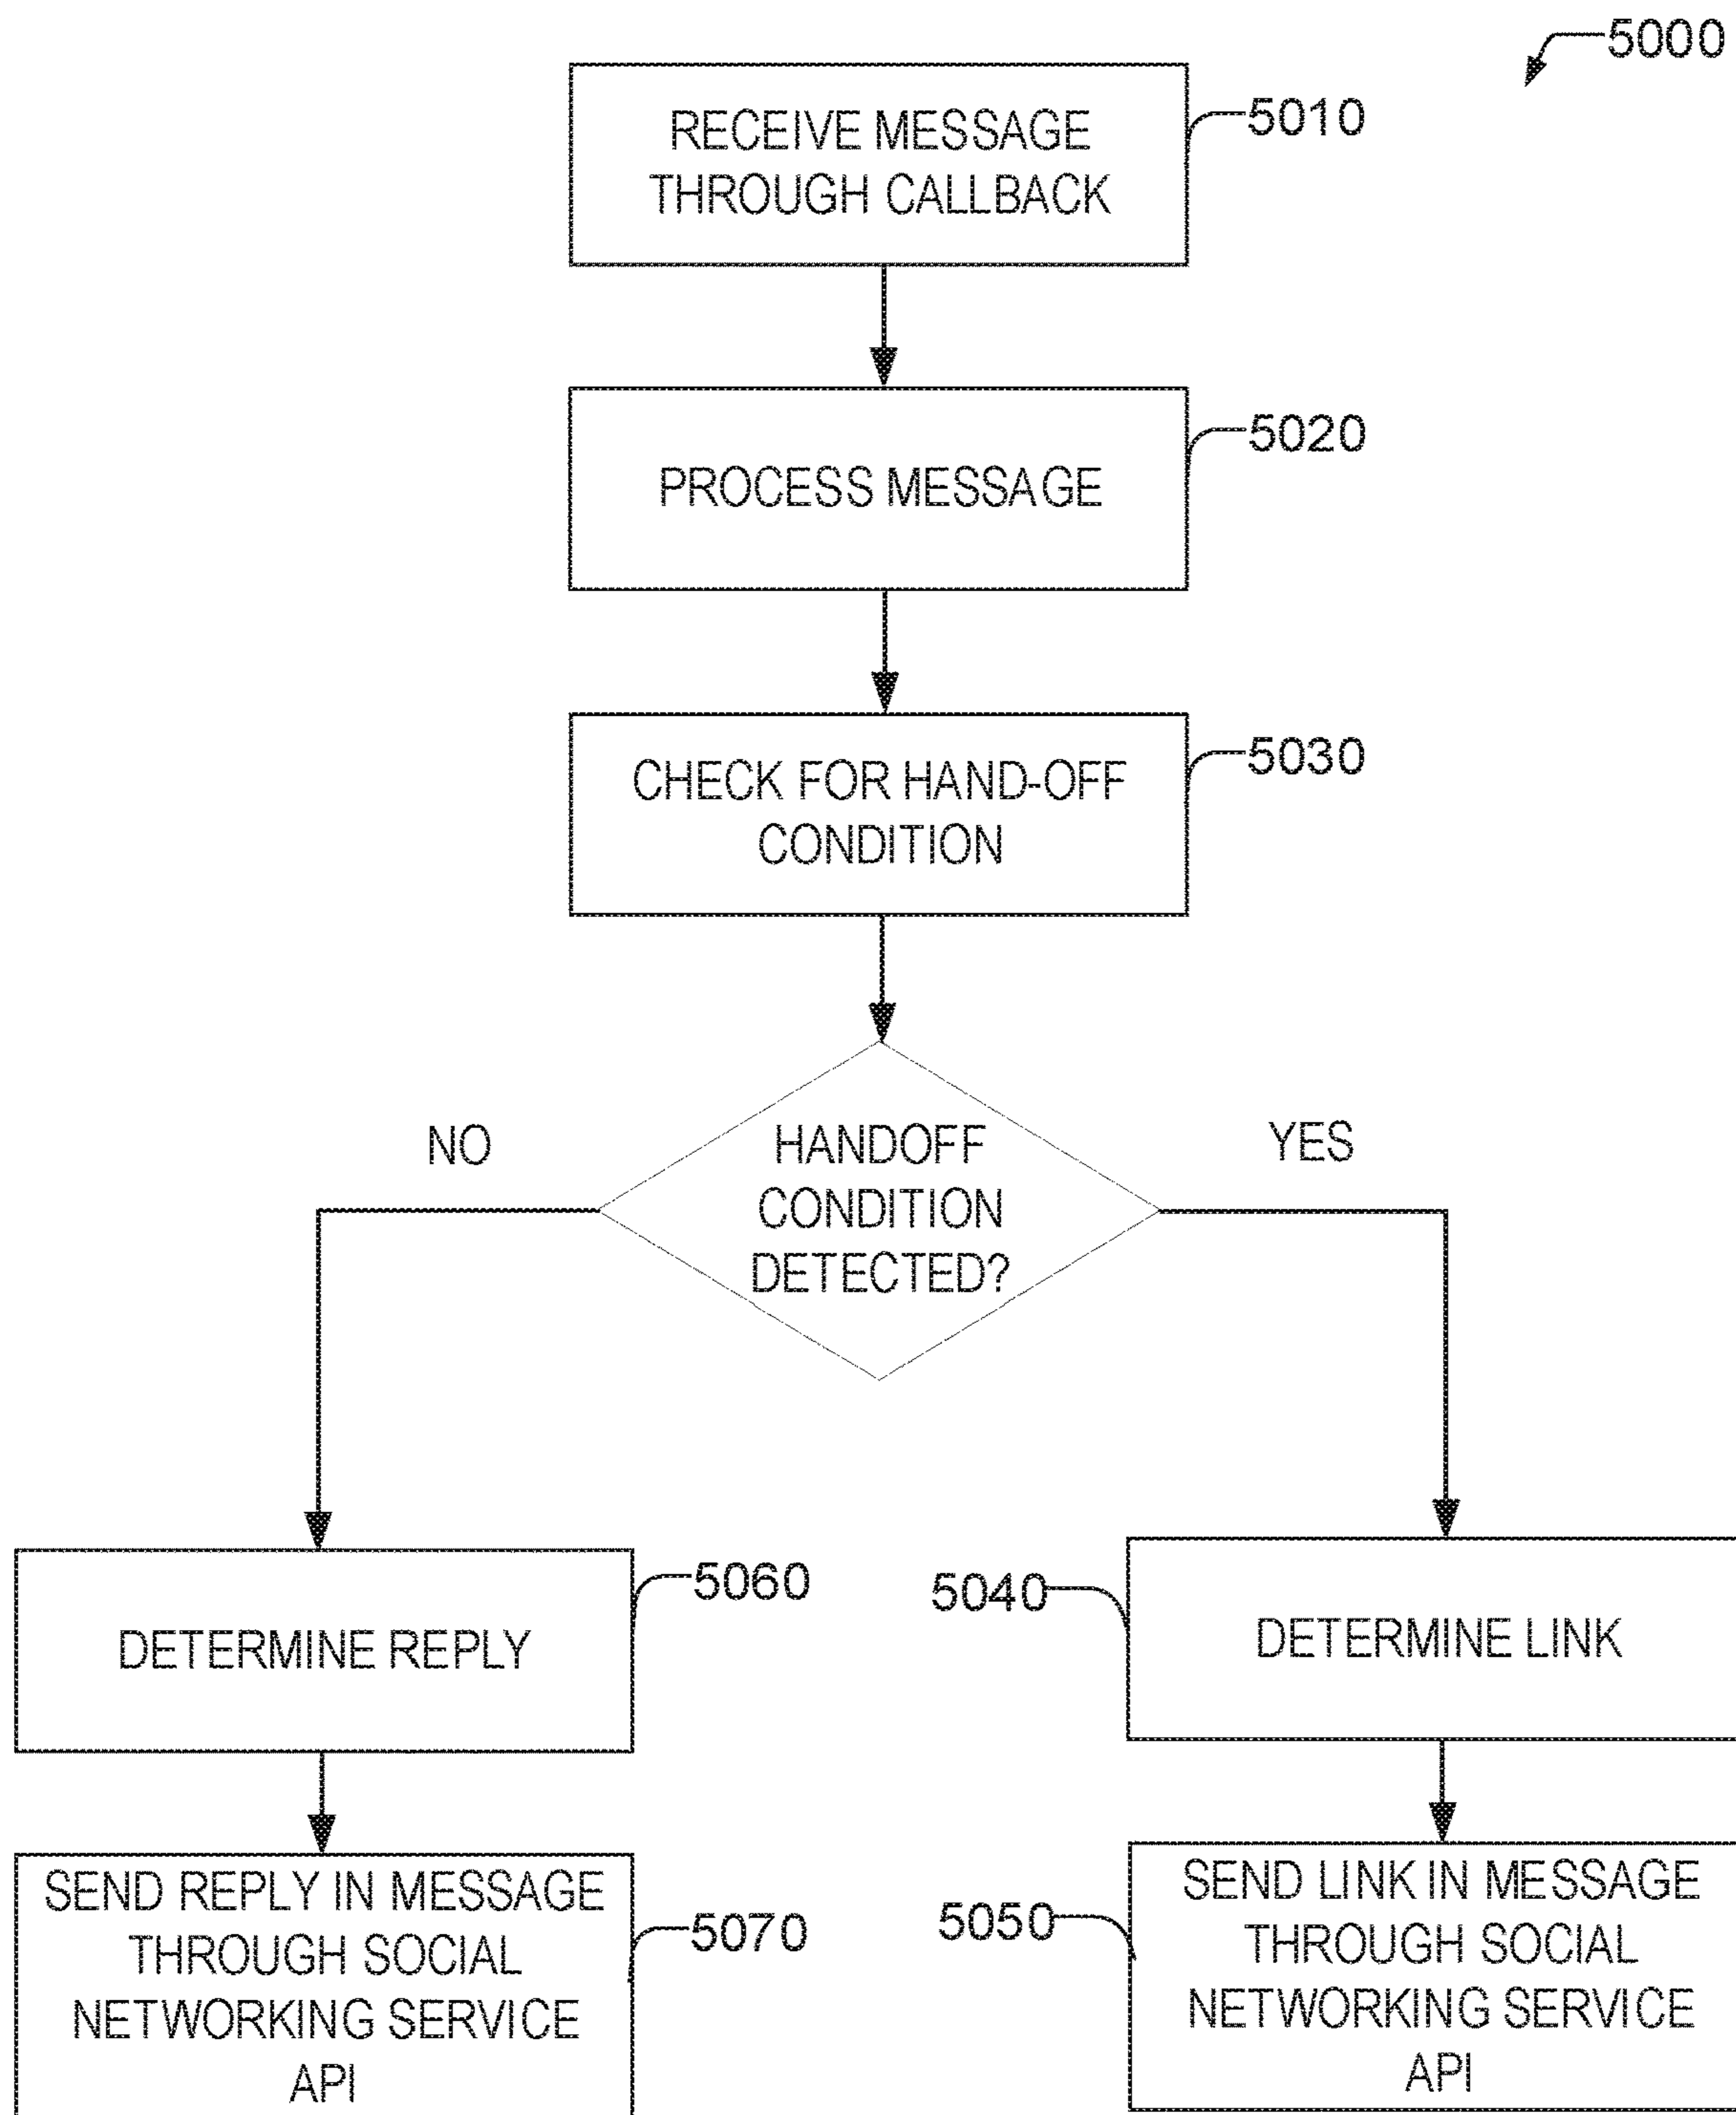 5000
RECEIVE MESSAGE
THROUGH CALLBACK
5010
PROCESS MESSAGE
5020
CHECK FOR HAND-OFF
CONDITION
5030
NO
HANDOFF
CONDITION
DETECTED?
YES
DETERMINE REPLY
5060
5040
DETERMINE LINK
SEND REPLY IN MESSAGE
THROUGH SOCIAL
NETWORKING SERVICE
API
5070
5050
SEND LINK IN MESSAGE
THROUGH SOCIAL
NETWORKING SERVICE
API